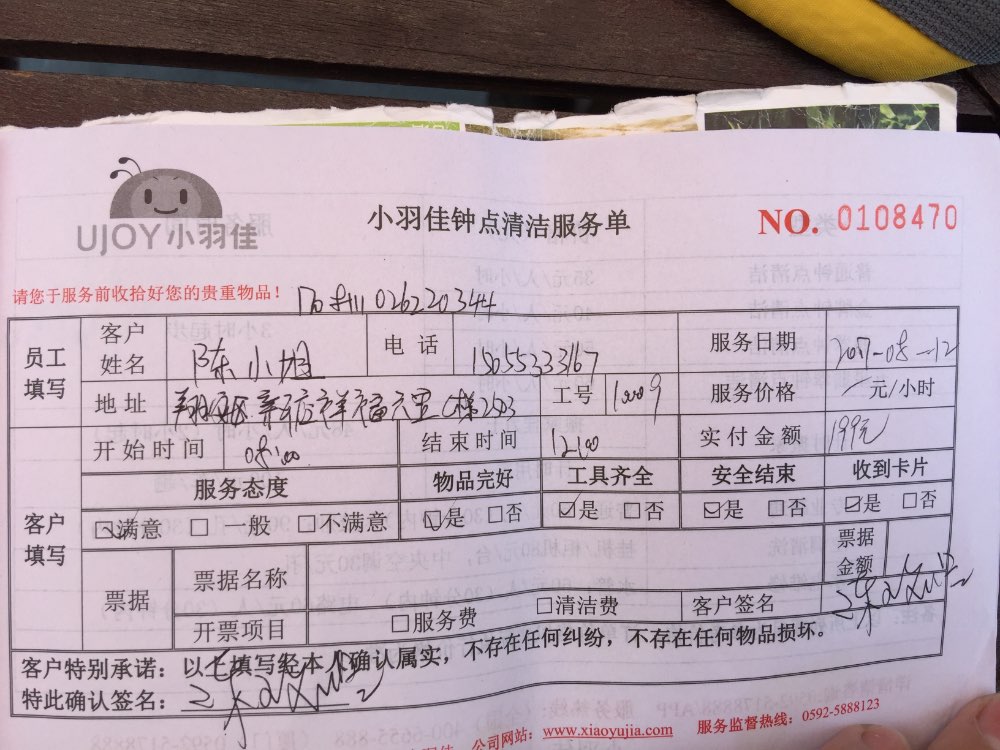 UJOY小羽佳
小羽佳钟点清洁服务单
NO. 0108470
请您于服务前收拾好您的贵重物品！
026220344
员工填写 客户姓名 陈小旭 电话 15055333167 服务日期 2017-08-12
地址 工号 10009 服务价格 元/小时
开始时间 08:00 结束时间 12:00 实付金额 199元
客户填写 服务态度 物品完好 工具齐全 安全结束 收到卡片
☑满意 □一般 □不满意 ☑是 □否 ☑是 □否 ☑是 □否 ☑是 □否
票据 票据名称 票据金额
开票项目 □服务费 □清洁费 客户签名
客户特别承诺：以上填写经本人确认属实，不存在任何纠纷，不存在任何物品损坏。
特此确认签名：
小羽佳 公司网站：www.xiaoyujia.com 服务监督热线：0592-5888123